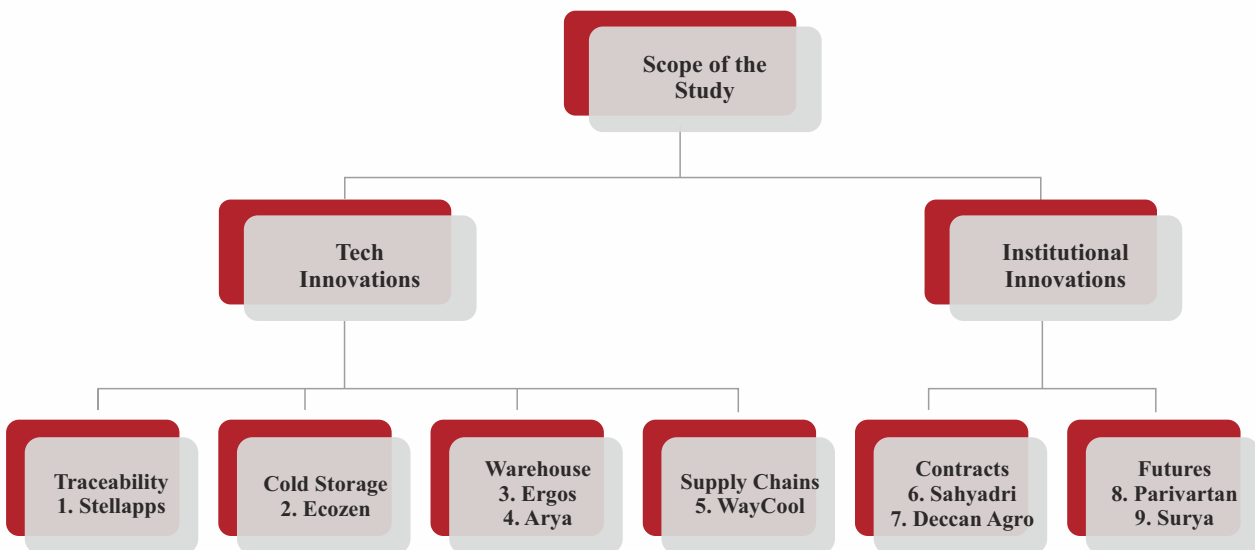 Scope of the
Study
Tech
Innovations
Institutional
Innovations
Traceability
1. Stellapps
Cold Storage
2. Ecozen
Warehouse
3. Ergos
4. Arya
Supply Chains
5. WayCool
Contracts
6. Sahyadri
7. Deccan Agro
Futures
8. Parivartan
9. Surya